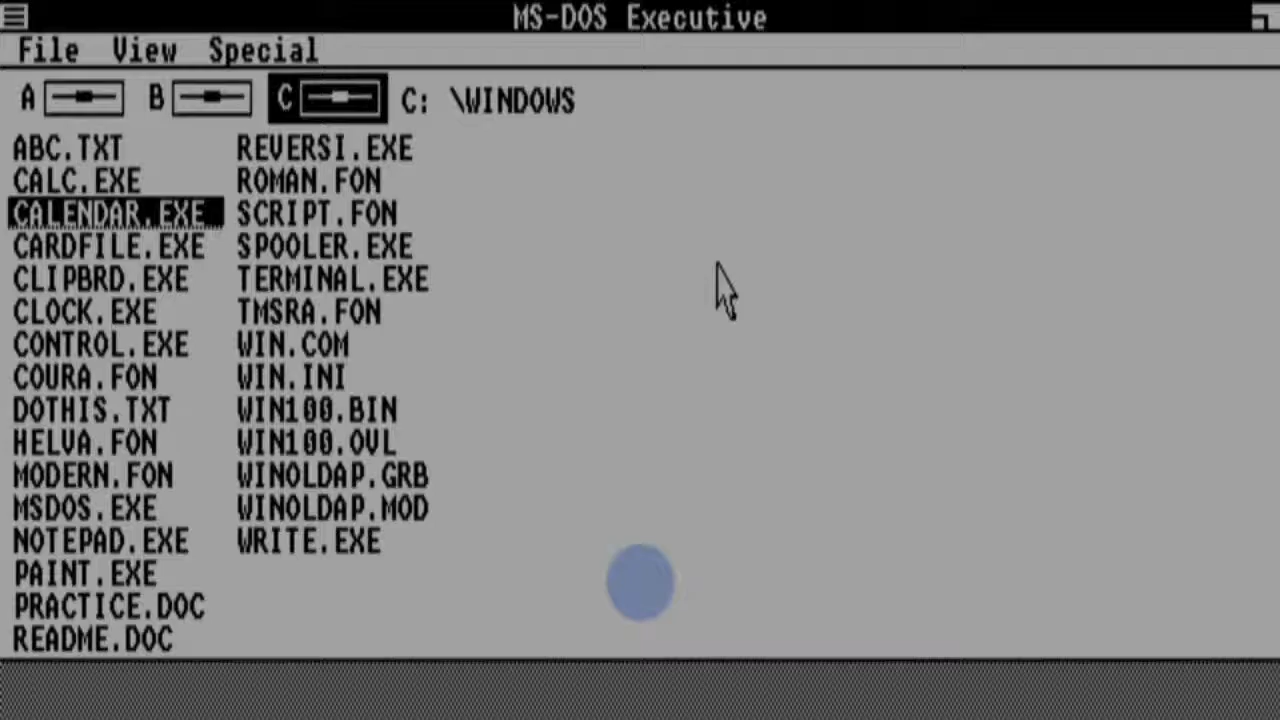 MS-DOS Executive
File View Special
A B C C: \WINDOWS
ABC.TXT REVERSI.EXE
CALC.EXE ROMAN.FON
CALENDAR.EXE SCRIPT.FON
CARDFILE.EXE SPOOLER.EXE
CLIPBRD.EXE TERMINAL.EXE
CLOCK.EXE TMSRA.FON
CONTROL.EXE WIN.COM
COURA.FON WIN.INI
DOTHIS.TXT WIN100.BIN
HELVA.FON WIN100.OVL
MODERN.FON WINOLDAP.GRB
MSDOS.EXE WINOLDAP.MOD
NOTEPAD.EXE WRITE.EXE
PAINT.EXE
PRACTICE.DOC
README.DOC